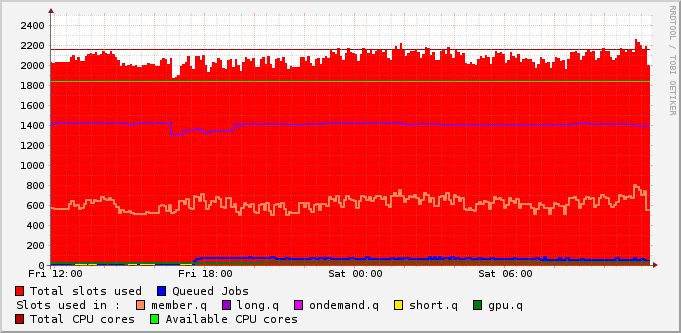 RRDTOOL / TOBI OETIKER
2400
2200
2000
1800
1600
1400
1200
1000
800
600
400
200
0
Fri 12:00 Fri 18:00 Sat 00:00 Sat 06:00
Total slots used Queued Jobs
Slots used in : member.q long.q ondemand.q short.q gpu.q
Total CPU cores Available CPU cores